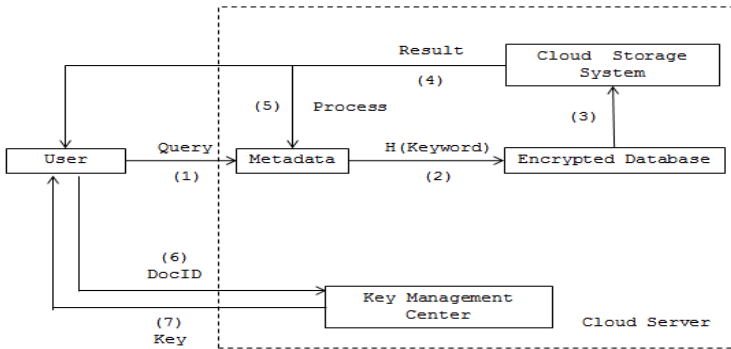 Result
(4)
Cloud Storage
System
(5) Process
(3)
User
Query
(1)
Metadata
H(Keyword)
(2)
Encrypted Database
(6)
DocID
(7)
Key
Key Management
Center
Cloud Server